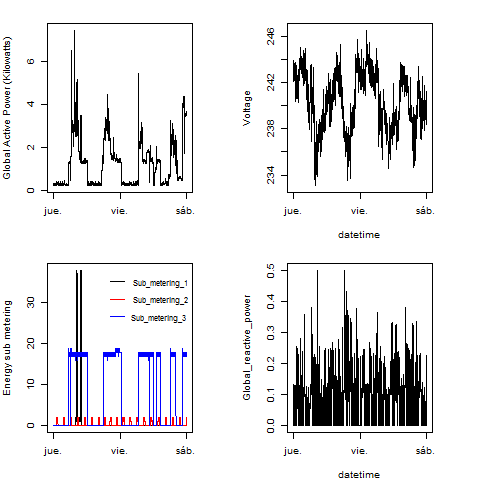 Global Active Power (Kilowatts)
0
2
4
6
jue.
vie.
sáb.
Voltage
234
238
242
246
jue.
vie.
sáb.
datetime
Energy sub metering
0
10
20
30
Sub_metering_1
Sub_metering_2
Sub_metering_3
jue.
vie.
sáb.
Global_reactive_power
0.0
0.1
0.2
0.3
0.4
0.5
jue.
vie.
sáb.
datetime